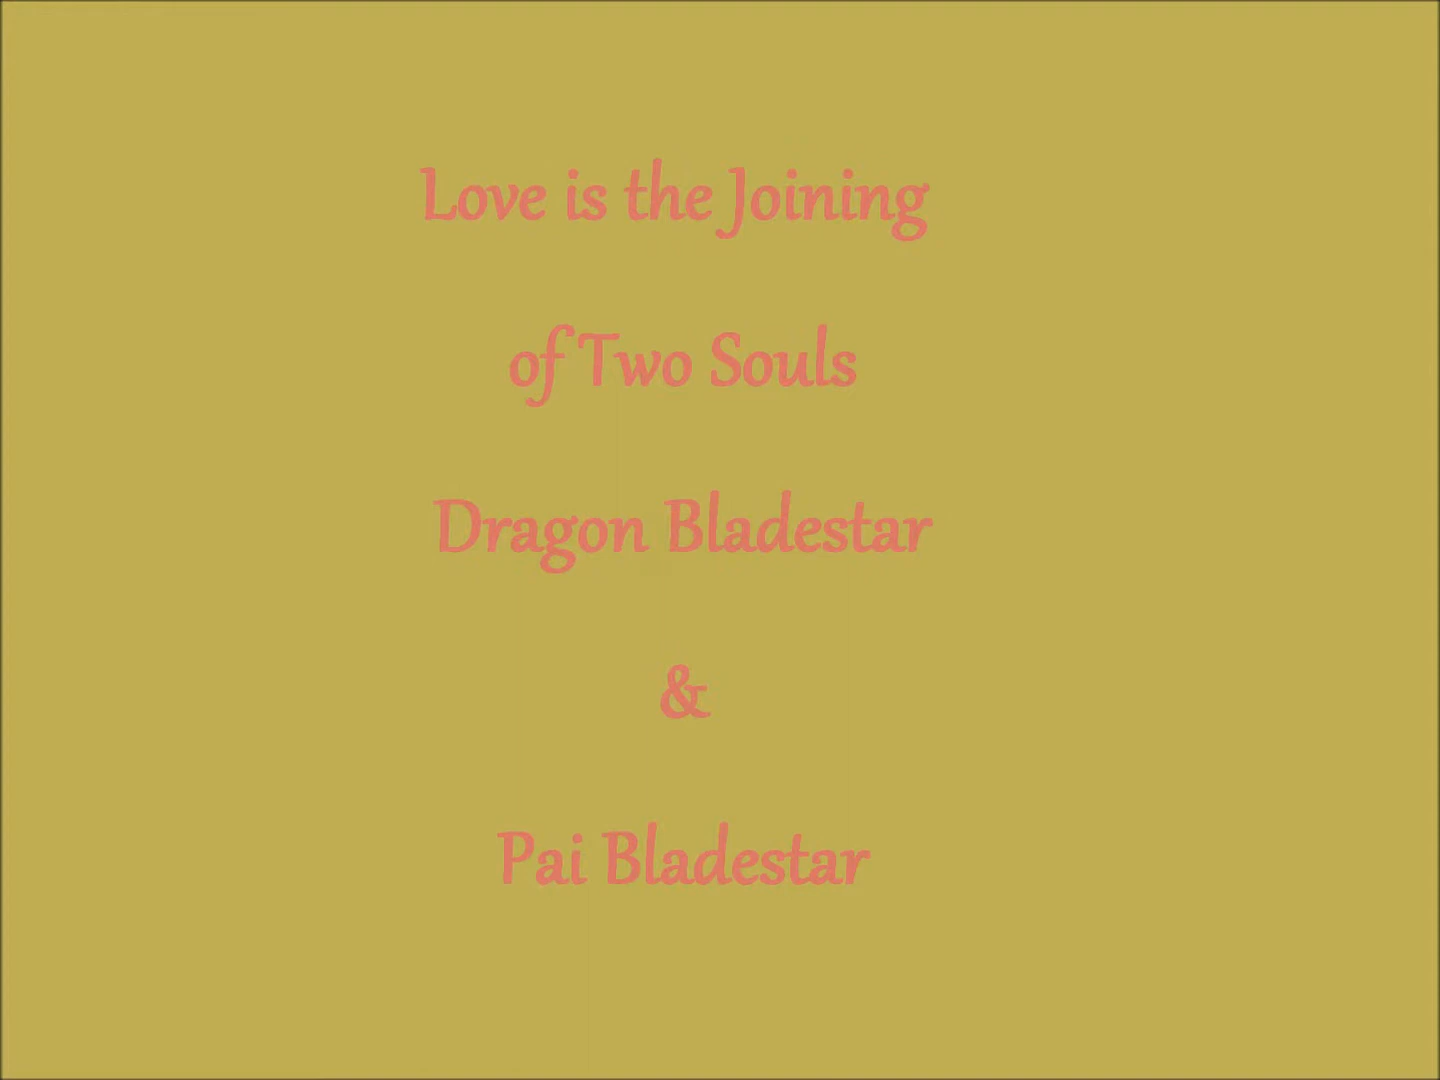 Love is the Joining
of Two Souls
Dragon Bladestar
&
Pai Bladestar